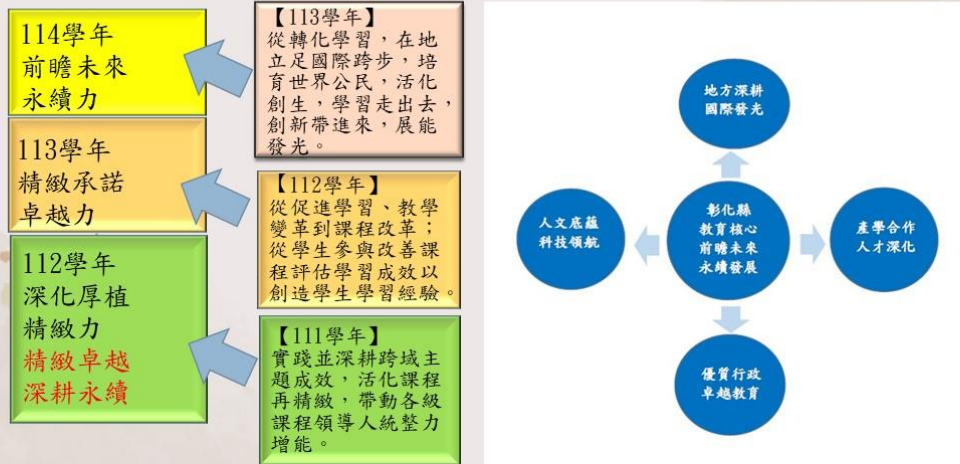 114學年
前瞻未來
永續力
【113學年】
從轉化學習，在地
立足國際跨步，培
育世界公民，活化
創生，學習走出去，
創新帶進來，展能
發光。
113學年
精緻承諾
卓越力
【112學年】
從促進學習、教學
變革到課程改革；
從學生參與改善課
程評估學習成效以
創造學生學習經驗。
112學年
深化厚植
精緻力
精緻卓越
深耕永續
【111學年】
實踐並深耕跨域主
題成效，活化課程
再精緻，帶動各級
課程領導人統整力
增能。
地方深耕
國際發光
人文底蘊
科技領航
彰化縣
教育核心
前瞻未來
永續發展
產學合作
人才深化
優質行政
卓越教育